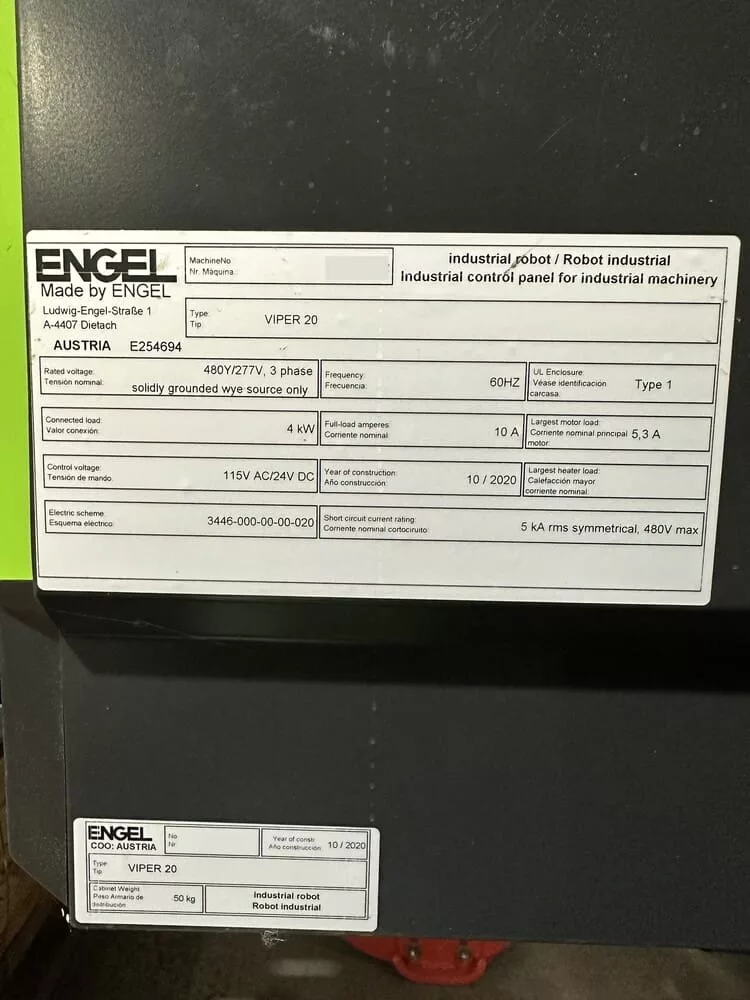 ENGEL
Made by ENGEL
Ludwig-Engel-Straße 1
A-4407 Dietach
AUSTRIA E254694
MachineNo
Nr. Máquina
industrial robot / Robot industrial
Industrial control panel for industrial machinery
Type:
Tip
VIPER 20
Rated voltage:
Tensión nominal:
480Y/277V, 3 phase
solidly grounded wye source only
Frequency:
Frecuencia:
60HZ
UL Enclosure:
Véase identificación
carcasa:
Type 1
Connected load:
Valor conexión:
4 kW
Full-load amperes
Corriente nominal
10 A
Largest motor load:
Corriente nominal principal
motor:
5,3 A
Control voltage:
Tensión de mando:
115V AC/24V DC
Year of construction:
Año construcción:
10 / 2020
Largest heater load:
Calefacción mayor
corriente nominal:
Electric scheme:
Esquema eléctrico:
3446-000-00-00-020
Short circuit current rating:
Corriente nominal cortocircuito:
5 kA rms symmetrical, 480V max
ENGEL
COO: AUSTRIA
No
Nr
Year of constr.
Año construcción
10 / 2020
Type
Tip
VIPER 20
Cabinet Weight
Peso Armario de
distribución
50 kg
Industrial robot
Robot industrial